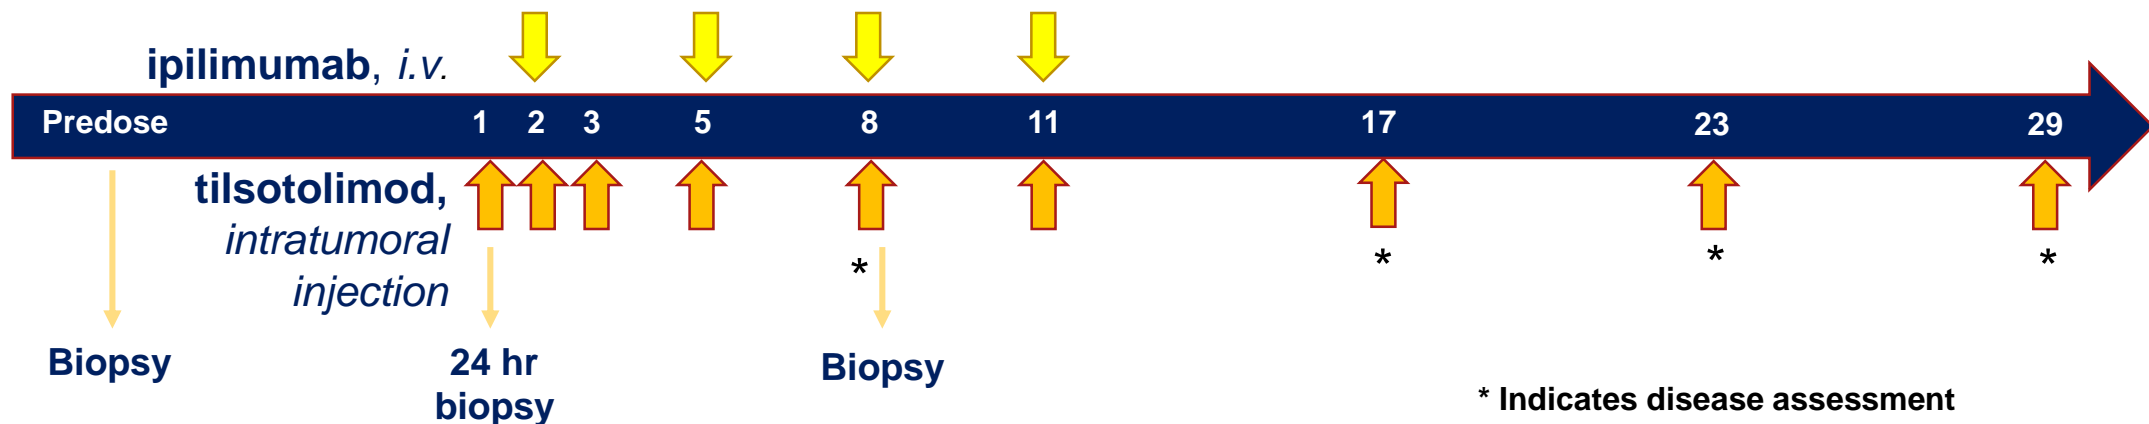 ipilimumab, i.v.
Predose 1 2 3 5 8 11 17 23 29
tilsotolimod,
intratumoral
injection
* * * *
Biopsy
24 hr
biopsy
Biopsy
* Indicates disease assessment